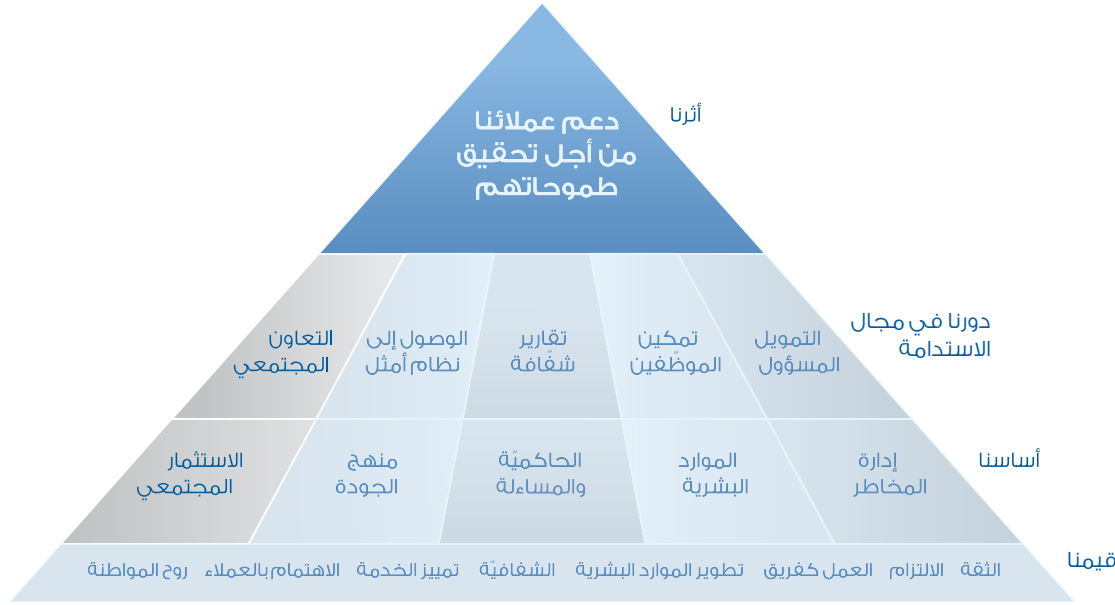 أثرنا
دعم عملائنا
من أجل تحقيق
طموحاتهم
دورنا في مجال
الاستدامة
التمويل
المسؤول
تمكين
الموظّفين
تقارير
شفّافة
الوصول إلى
نظام أمثل
التعاون
المجتمعي
أساسنا
إدارة
المخاطر
الموارد
البشرية
الحاكميّة
والمساءلة
منهج
الجودة
الاستثمار
المجتمعي
قيمنا
الثقة الالتزام العمل كفريق تطوير الموارد البشرية الشفافيّة تمييز الخدمة الاهتمام بالعملاء روح المواطنة